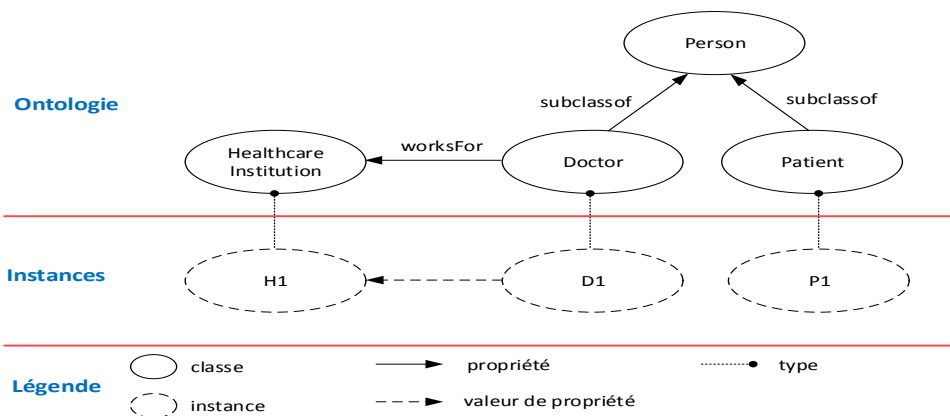 Person
Ontologie
subclassof
subclassof
worksFor
Healthcare
Institution
Doctor
Patient
Instances
H1
D1
P1
classe
propriété
type
Légende
instance
valeur de propriété